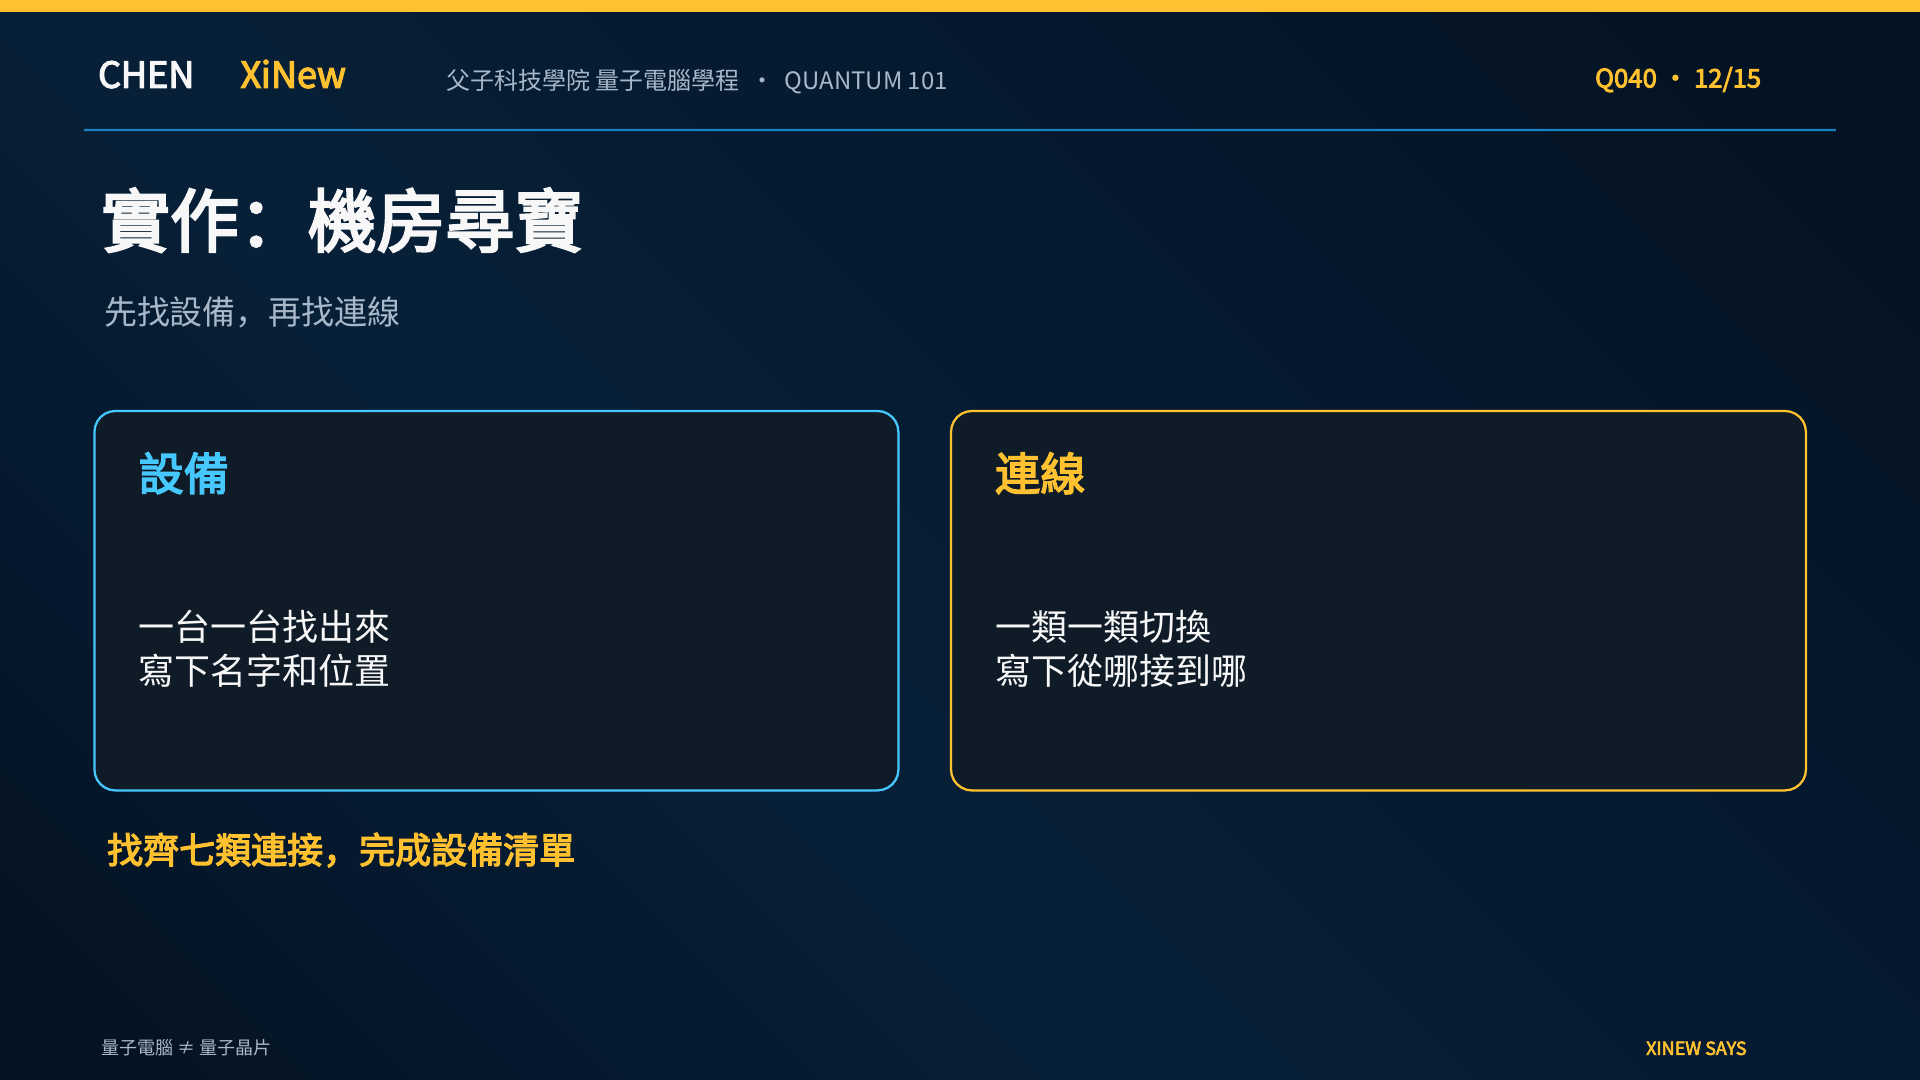 CHEN XiNew 父子科技學院 量子電腦學程 • QUANTUM 101 Q040 • 12/15
實作：機房尋寶
先找設備，再找連線
設備
一台一台找出來
寫下名字和位置
連線
一類一類切換
寫下從哪接到哪
找齊七類連接，完成設備清單
量子電腦 ≠ 量子晶片
XINEW SAYS